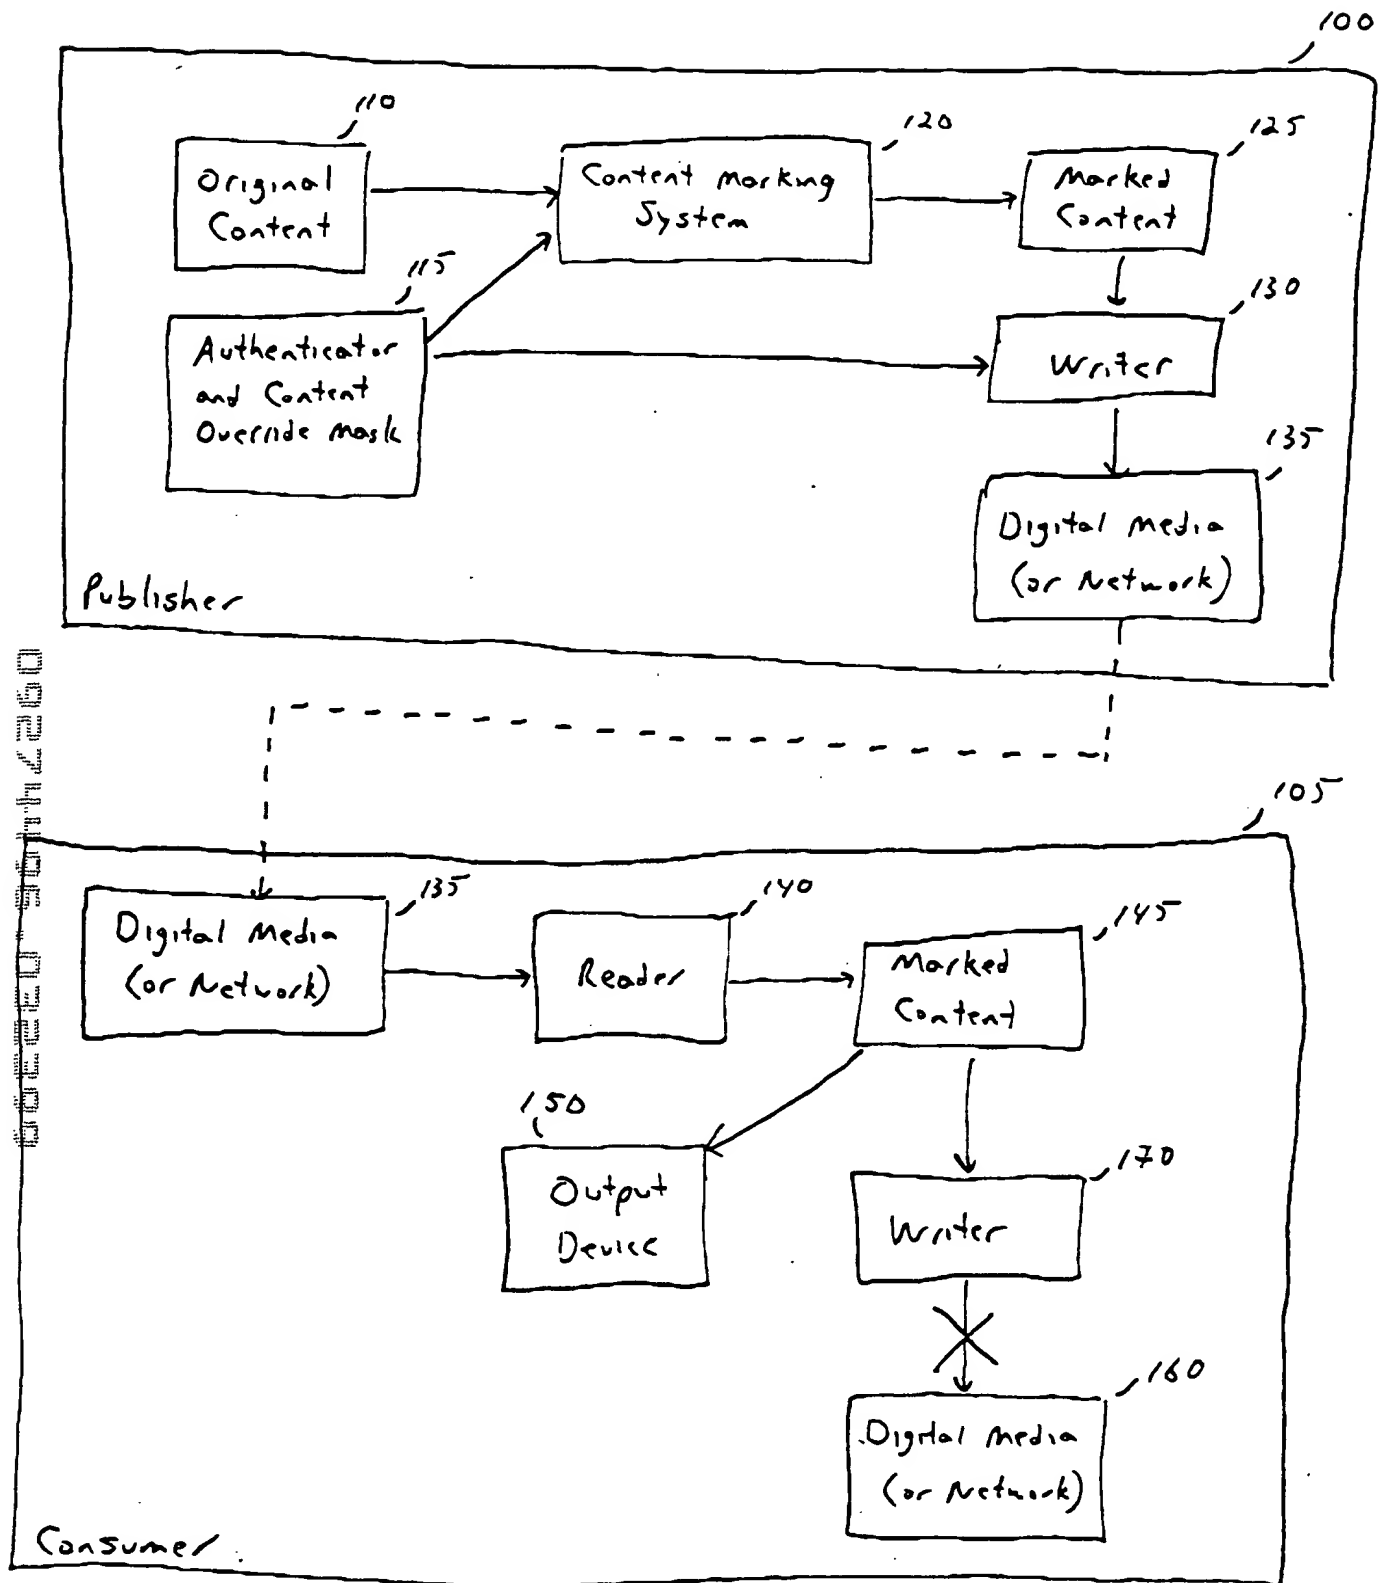 100
110
120
125
Original
Content
Content Marking
System
Marked
Content
115
130
Authenticator
and Content
Override Mask
Writer
135
Digital Media
(or Network)
Publisher
105
135
140
145
Digital Media
(or Network)
Reader
Marked
Content
150
170
Output
Device
Writer
160
Digital Media
(or Network)
Consumer